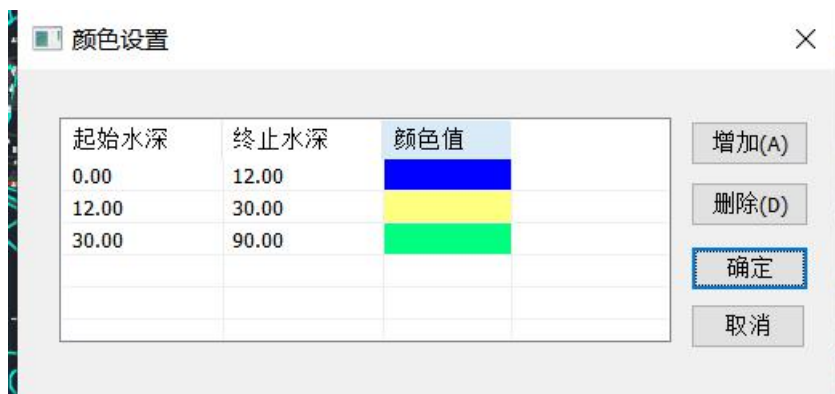 颜色设置
起始水深 终止水深 颜色值
增加(A)
0.00 12.00
12.00 30.00
删除(D)
30.00 90.00
确定
取消